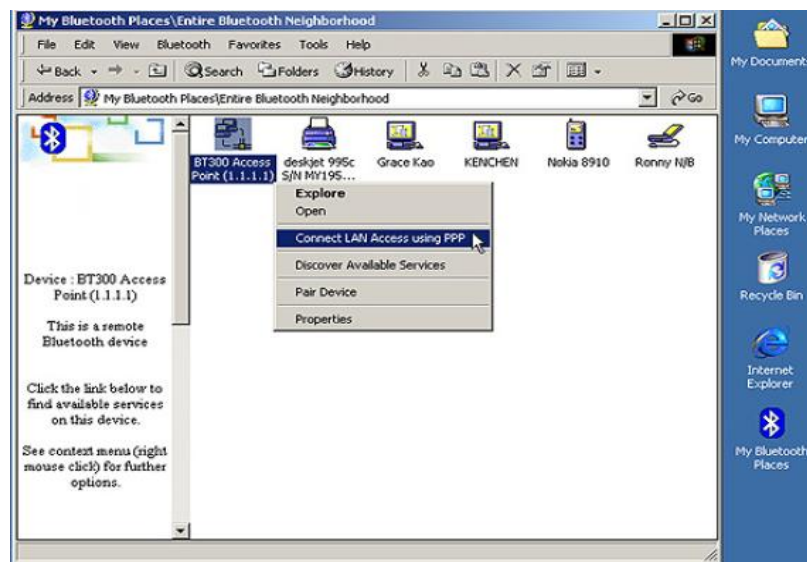 My Bluetooth Places\Entire Bluetooth Neighborhood
File Edit View Bluetooth Favorites Tools Help
Back Search Folders History
Address My Bluetooth Places\Entire Bluetooth Neighborhood Go
BT300 Access
Point (1.1.1.1)
deskjet 995c
S/N MY195...
Grace Kao
KENCHEN
Nokia 8910
Ronny N/B
Explore
Open
Connect LAN Access using PPP
Discover Available Services
Pair Device
Properties
Device : BT300 Access
Point (1.1.1.1)
This is a remote
Bluetooth device
Click the link below to
find available services
on this device.
See context menu (right
mouse click) for further
options.
My Documents
My Computer
My Network
Places
Recycle Bin
Internet
Explorer
My Bluetooth
Places